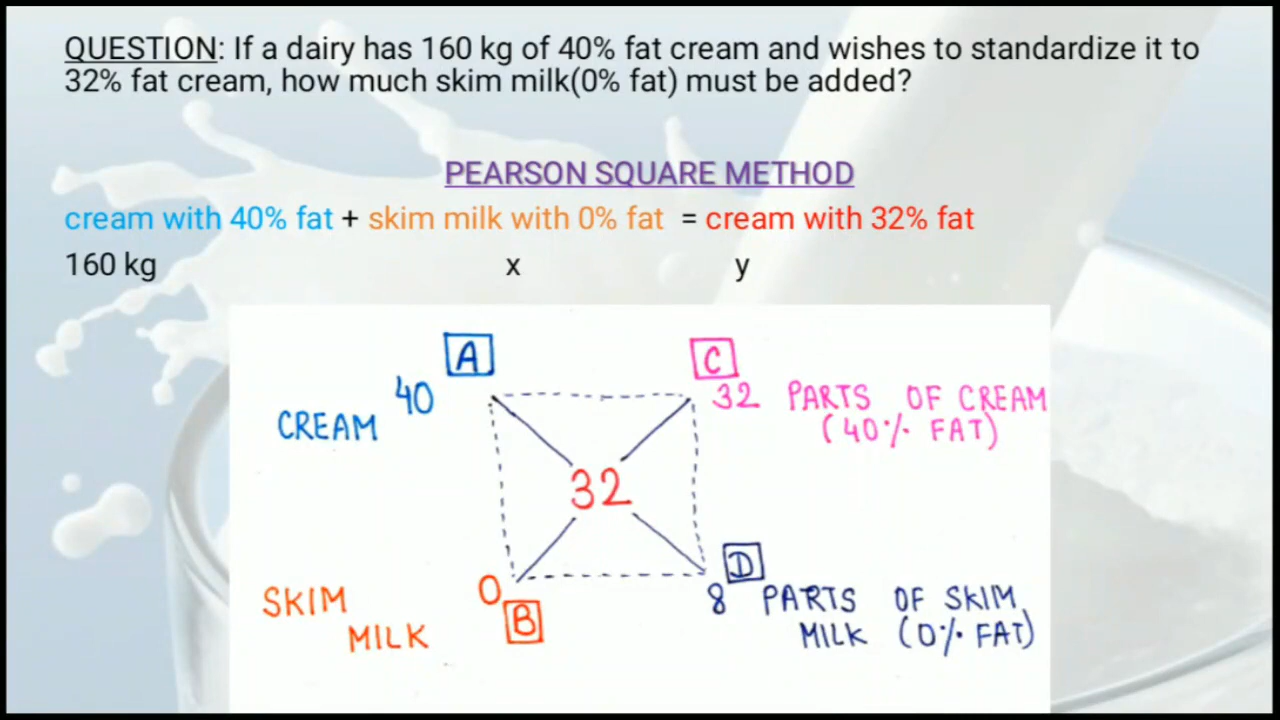 QUESTION: If a dairy has 160 kg of 40% fat cream and wishes to standardize it to
32% fat cream, how much skim milk(0% fat) must be added?
PEARSON SQUARE METHOD
cream with 40% fat + skim milk with 0% fat = cream with 32% fat
160 kg x y
A C
40 32 PARTS OF CREAM
CREAM (40% FAT)
32
D
SKIM 0 8 PARTS OF SKIM
MILK B MILK (0% FAT)